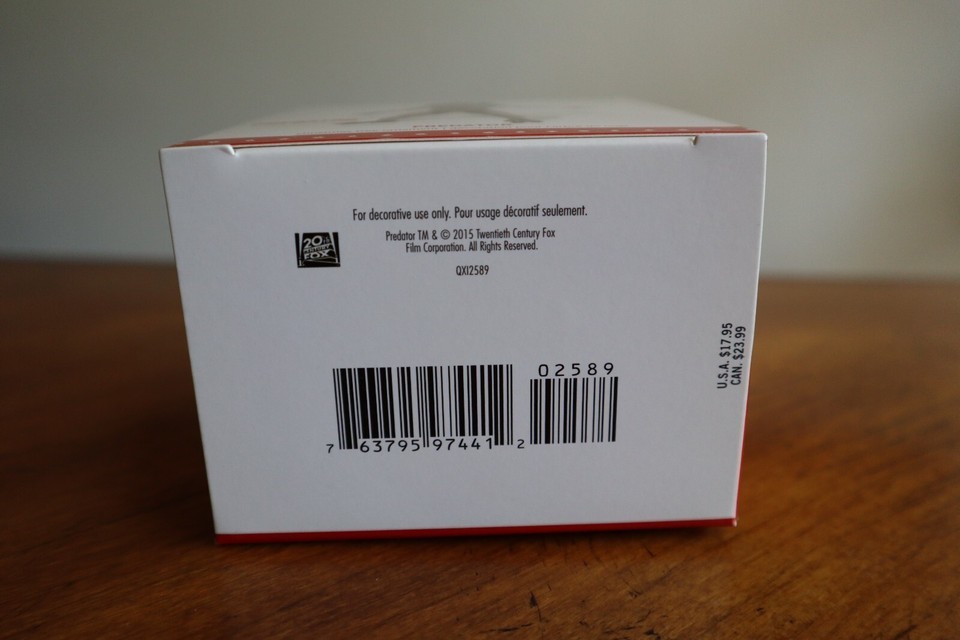 PREDATOR
For decorative use only. Pour usage décoratif seulement.
20TH
CENTURY
FOX
Predator TM & © 2015 Twentieth Century Fox
Film Corporation. All Rights Reserved.
QXI2589
U.S.A. $17.95
CAN. $23.99
02589
7 63795 97441 2